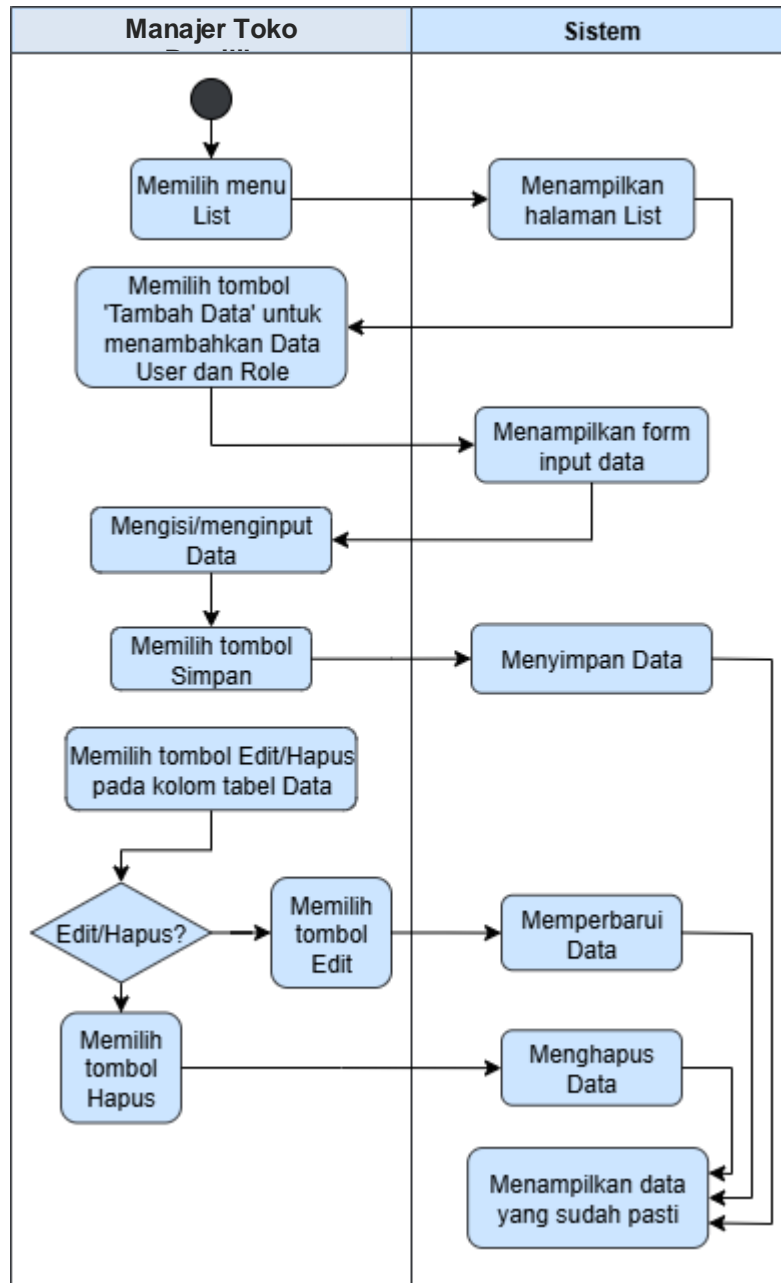 Manajer Toko
Sistem
Memilih menu
List
Menampilkan
halaman List
Memilih tombol
'Tambah Data' untuk
menambahkan Data
User dan Role
Menampilkan form
input data
Mengisi/menginput
Data
Memilih tombol
Simpan
Menyimpan Data
Memilih tombol Edit/Hapus
pada kolom tabel Data
Edit/Hapus?
Memilih
tombol
Edit
Memperbarui
Data
Memilih
tombol
Hapus
Menghapus
Data
Menampilkan data
yang sudah pasti